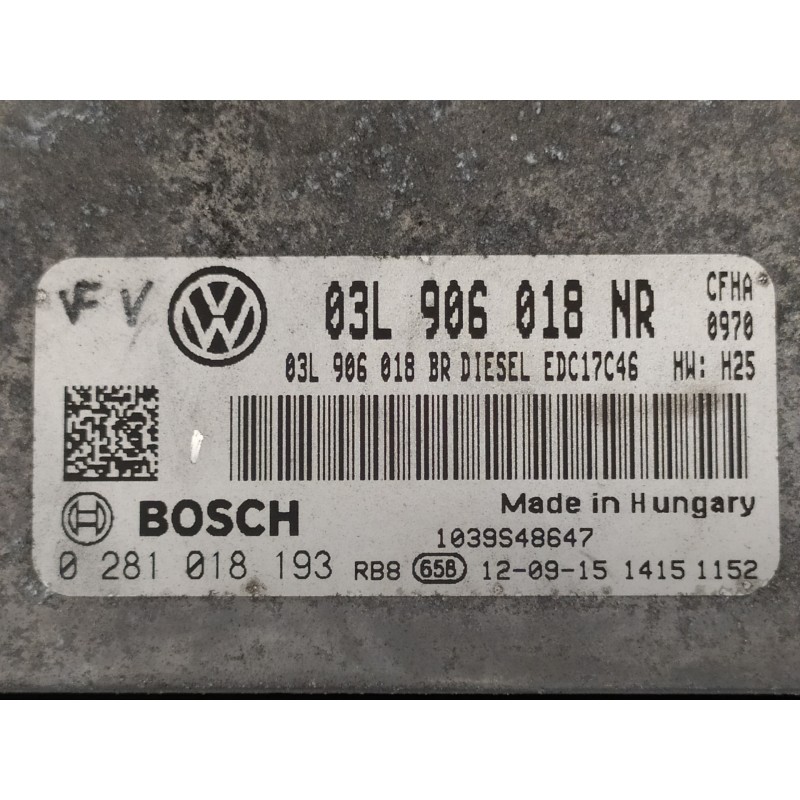 VF V
03L 906 018 NR
CFHA
0970
03L 906 018 BR DIESEL EDC17C46 HW: H25
Made in Hungary
BOSCH
1039S48647
0 281 018 193 RB8 658 12-09-15 1415 1152